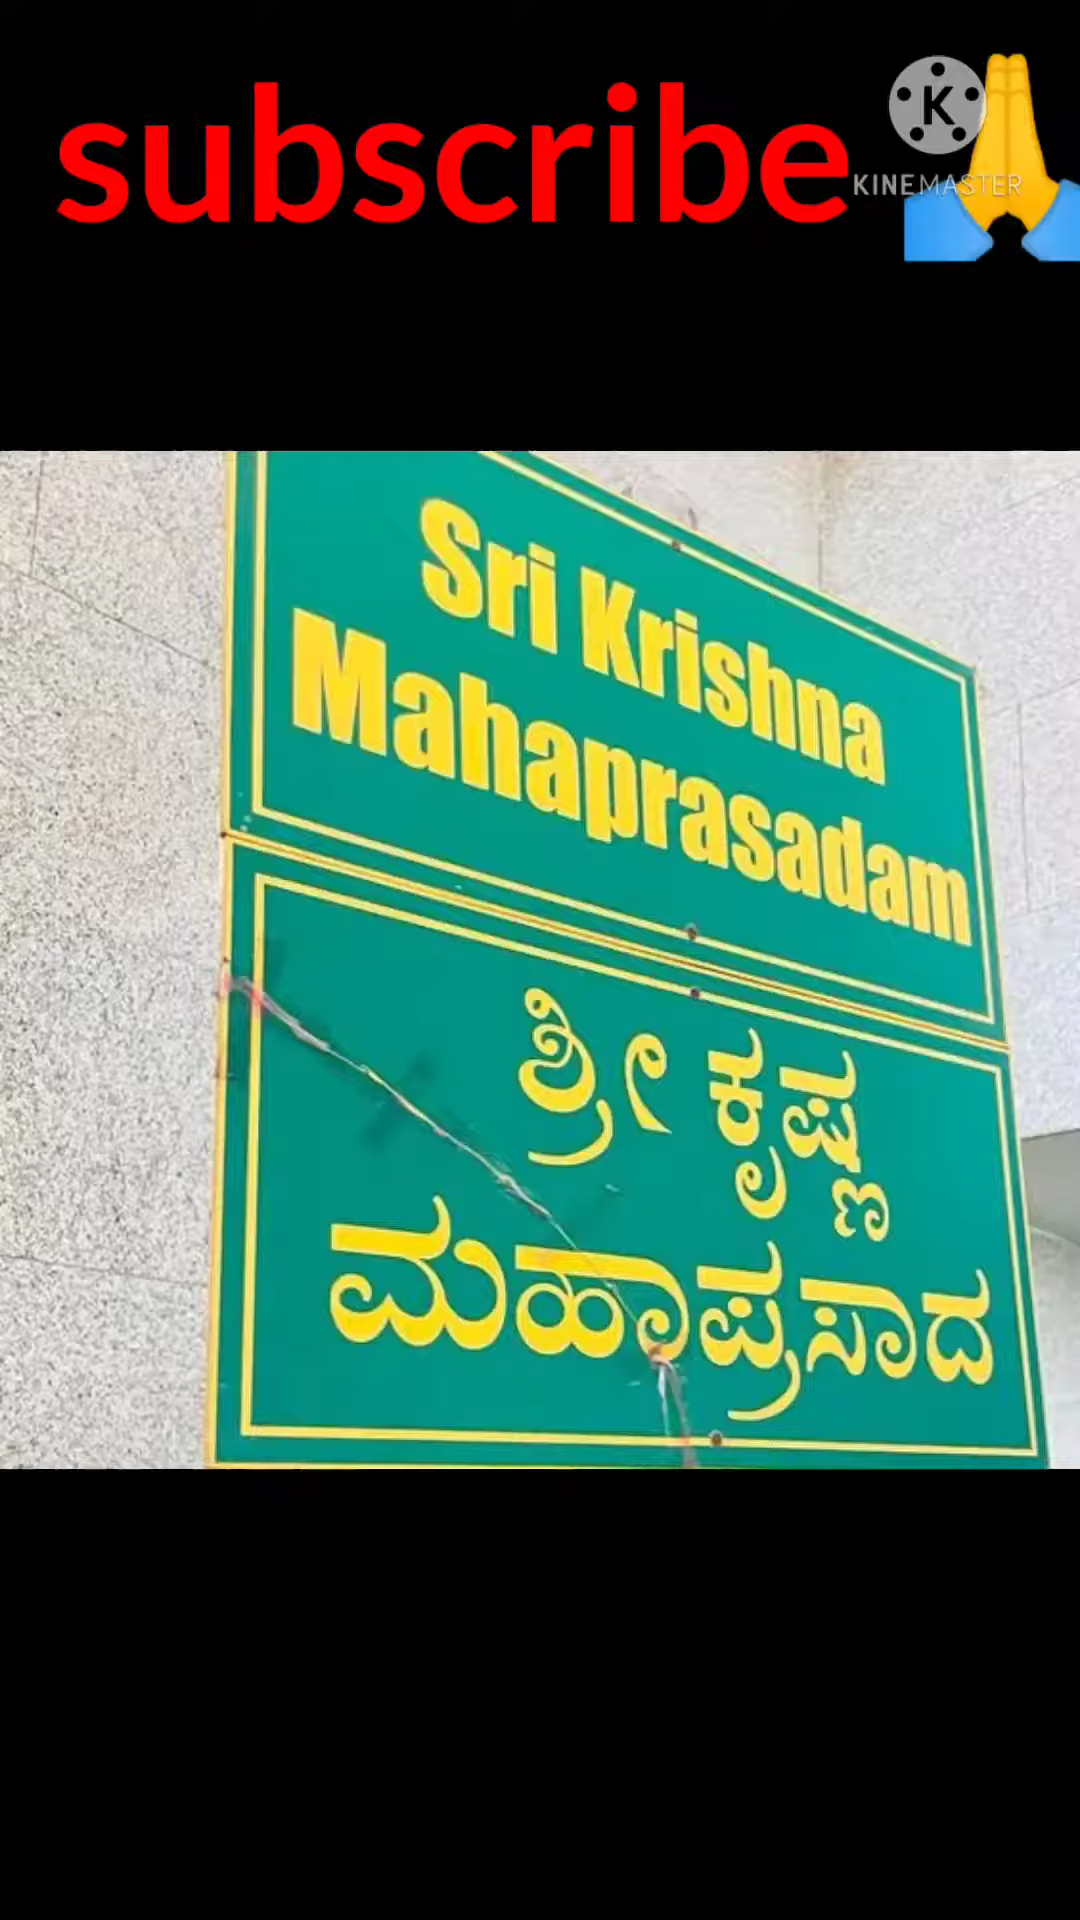 subscribe🙏
K
KINEMASTER
Sri Krishna
Mahaprasadam
ಶ್ರೀ ಕೃಷ್ಣ
ಮಹಾಪ್ರಸಾದ